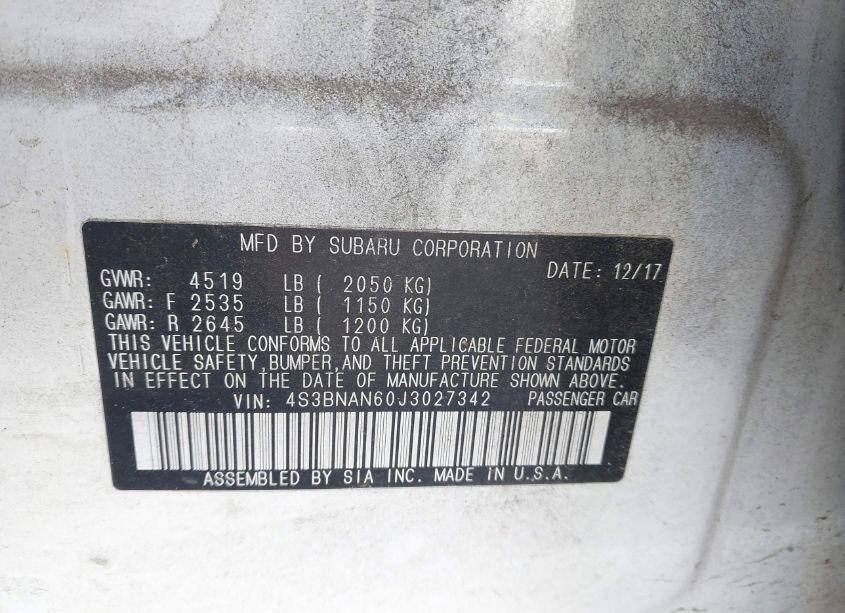 MFD BY SUBARU CORPORATION
DATE: 12/17
GVWR: 4519 LB ( 2050 KG)
GAWR: F 2535 LB ( 1150 KG)
GAWR: R 2645 LB ( 1200 KG)
THIS VEHICLE CONFORMS TO ALL APPLICABLE FEDERAL MOTOR
VEHICLE SAFETY,BUMPER,AND THEFT PREVENTION STANDARDS
IN EFFECT ON THE DATE OF MANUFACTURE SHOWN ABOVE.
VIN: 4S3BNAN60J3027342 PASSENGER CAR
ASSEMBLED BY SIA INC. MADE IN U.S.A.